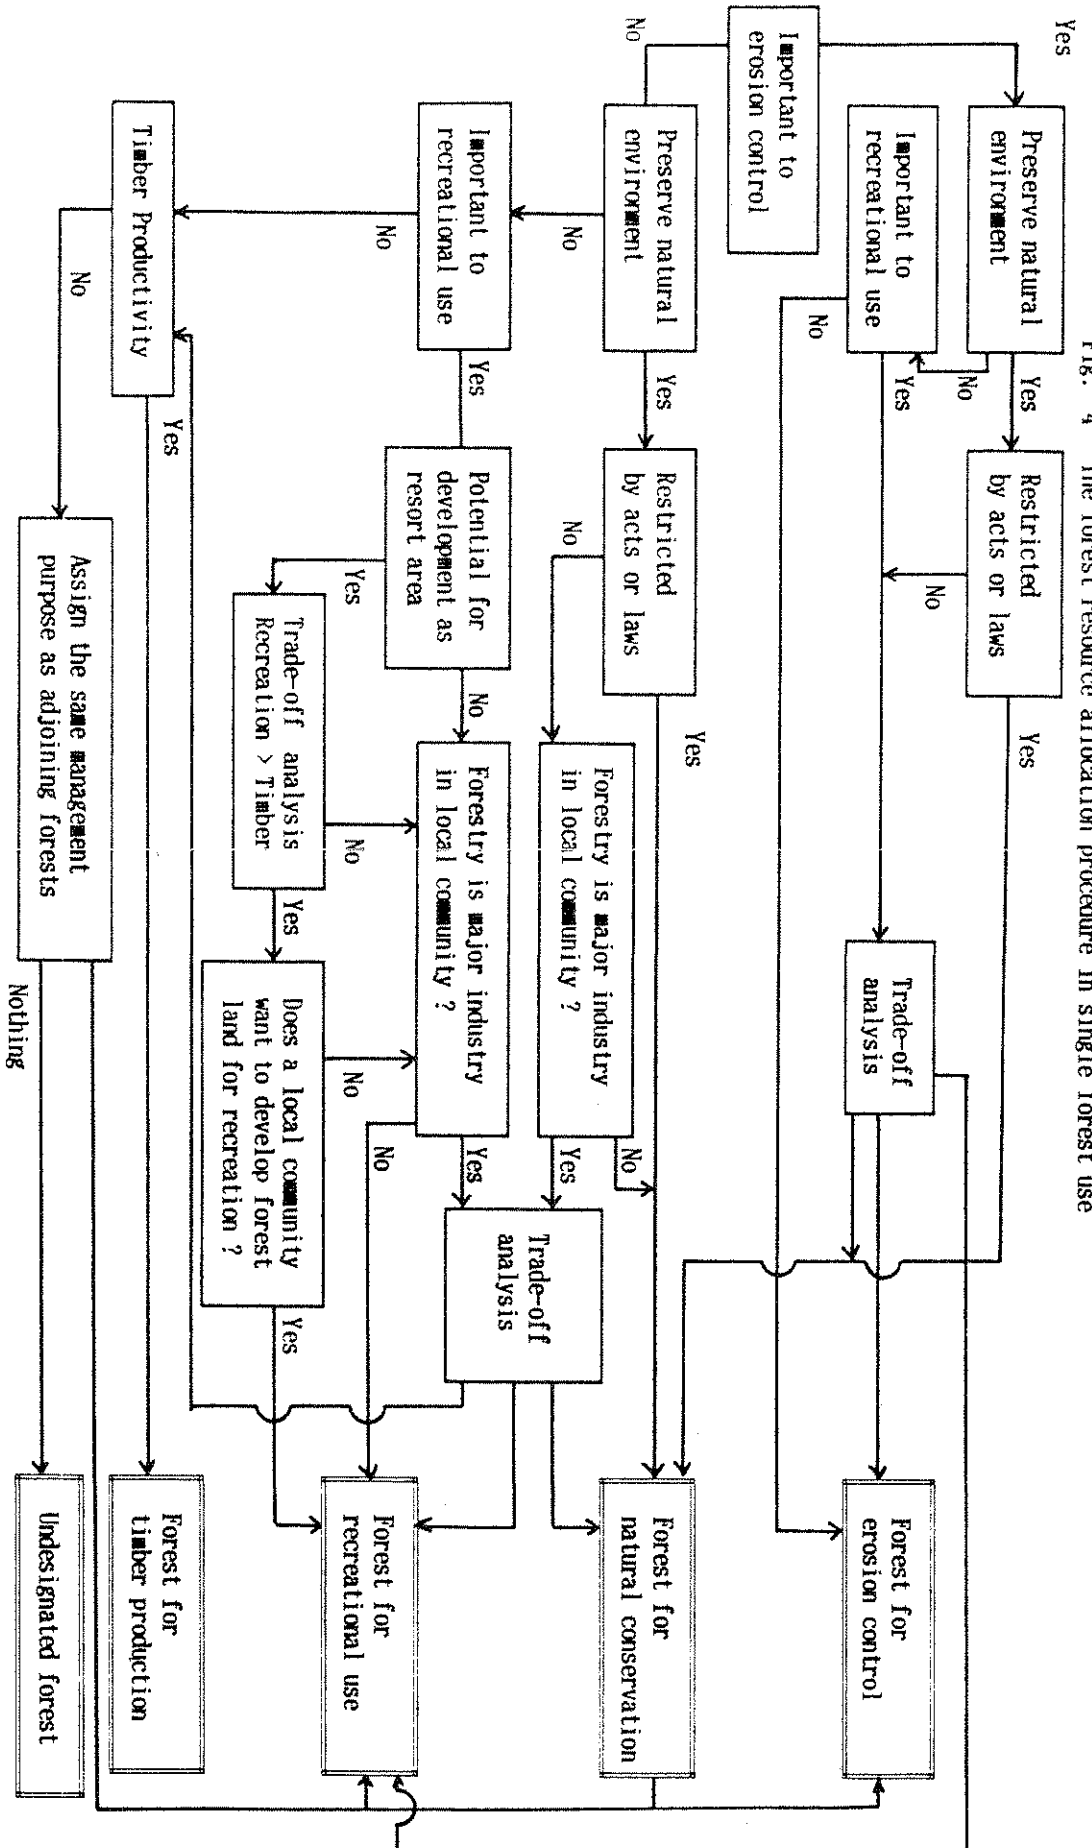 Fig. 4 The forest resource allocation procedure in single forest use
Yes
Preserve natural
environment
Yes
No
Restricted
by acts or laws
Yes
No
Important to
recreational use
Yes
No
Trade-off
analysis
Forest for
erosion control
Important to
erosion control
No
Preserve natural
environment
Yes
No
Restricted
by acts or laws
Yes
No
Forestry is major industry
in local community ?
No
Yes
Trade-off
analysis
Forest for
natural conservation
Important to
recreational use
Yes
No
Potential for
development as
resort area
No
Yes
Forestry is major industry
in local community ?
Yes
No
Forest for
recreational use
Trade-off analysis
Recreation > Timber
No
Yes
Does a local community
want to develop forest
land for recreation ?
No
Yes
Timber Productivity
Yes
No
Forest for
timber production
Assign the same management
purpose as adjoining forests
Nothing
Undesignated forest